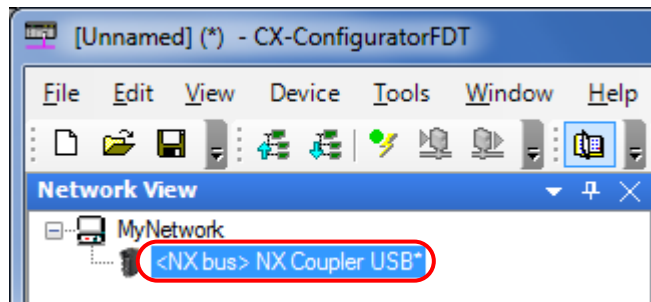 [Unnamed] (*) - CX-ConfiguratorFDT
File Edit View Device Tools Window Help
Network View
MyNetwork
<NX bus> NX Coupler USB*